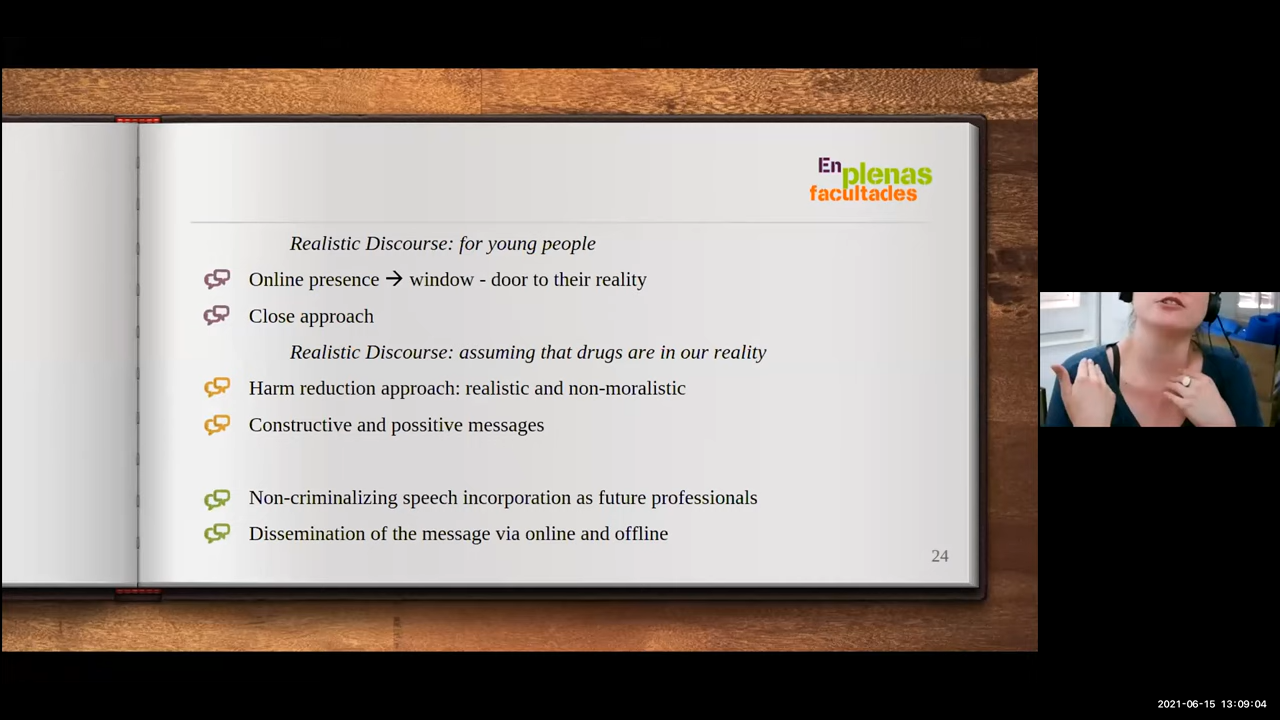 En
plenas
facultades
Realistic Discourse: for young people
Online presence → window - door to their reality
Close approach
Realistic Discourse: assuming that drugs are in our reality
Harm reduction approach: realistic and non-moralistic
Constructive and possitive messages
Non-criminalizing speech incorporation as future professionals
Dissemination of the message via online and offline
24
2021-06-15 13:09:04